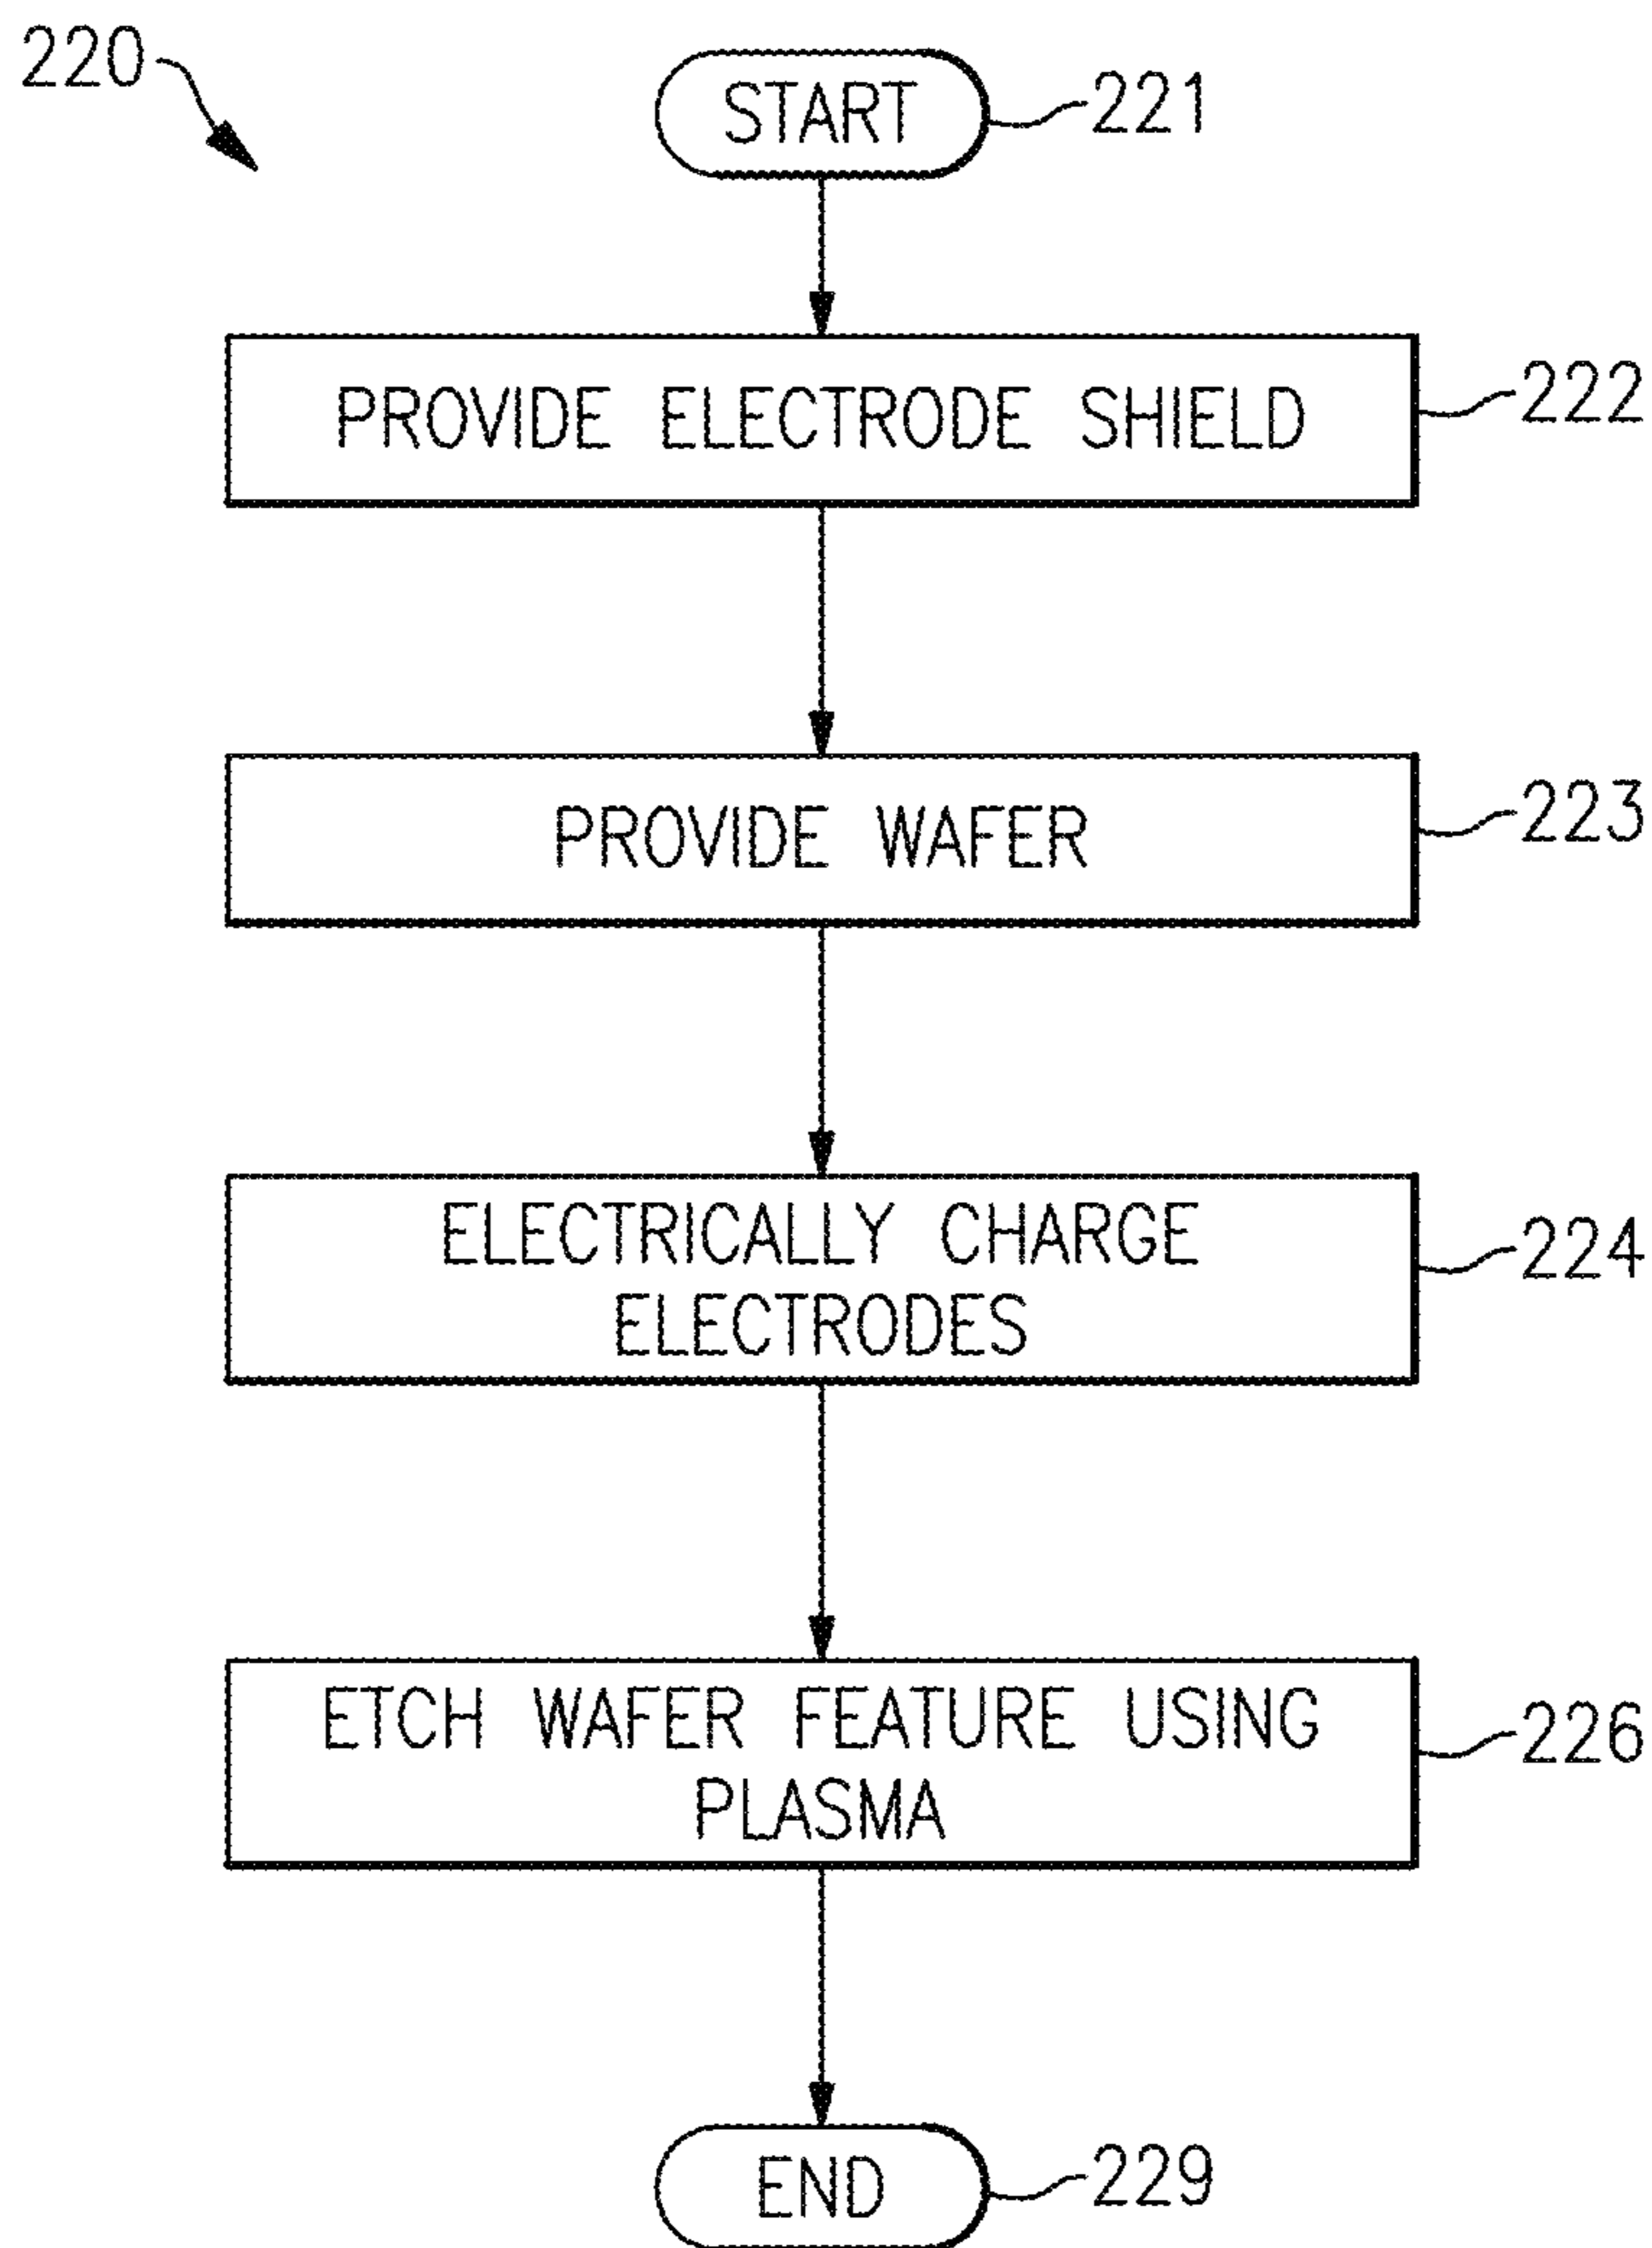 220
START
221
PROVIDE ELECTRODE SHIELD
222
PROVIDE WAFER
223
ELECTRICALLY CHARGE
ELECTRODES
224
ETCH WAFER FEATURE USING
PLASMA
226
END
229